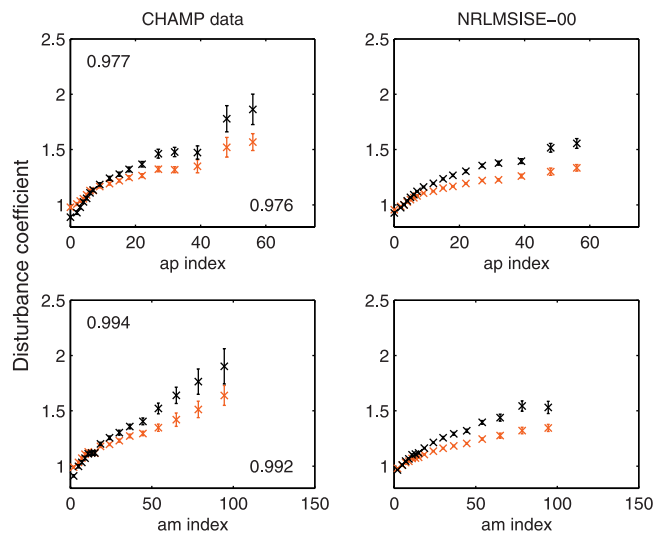 CHAMP data
NRLMSISE−00
2.5
2
1.5
1
0.977
0.976
0 20 40 60
ap index
2.5
2
1.5
1
0 20 40 60
ap index
Disturbance coefficient
2.5
2
1.5
1
0.994
0.992
0 50 100 150
am index
2.5
2
1.5
1
0 50 100 150
am index